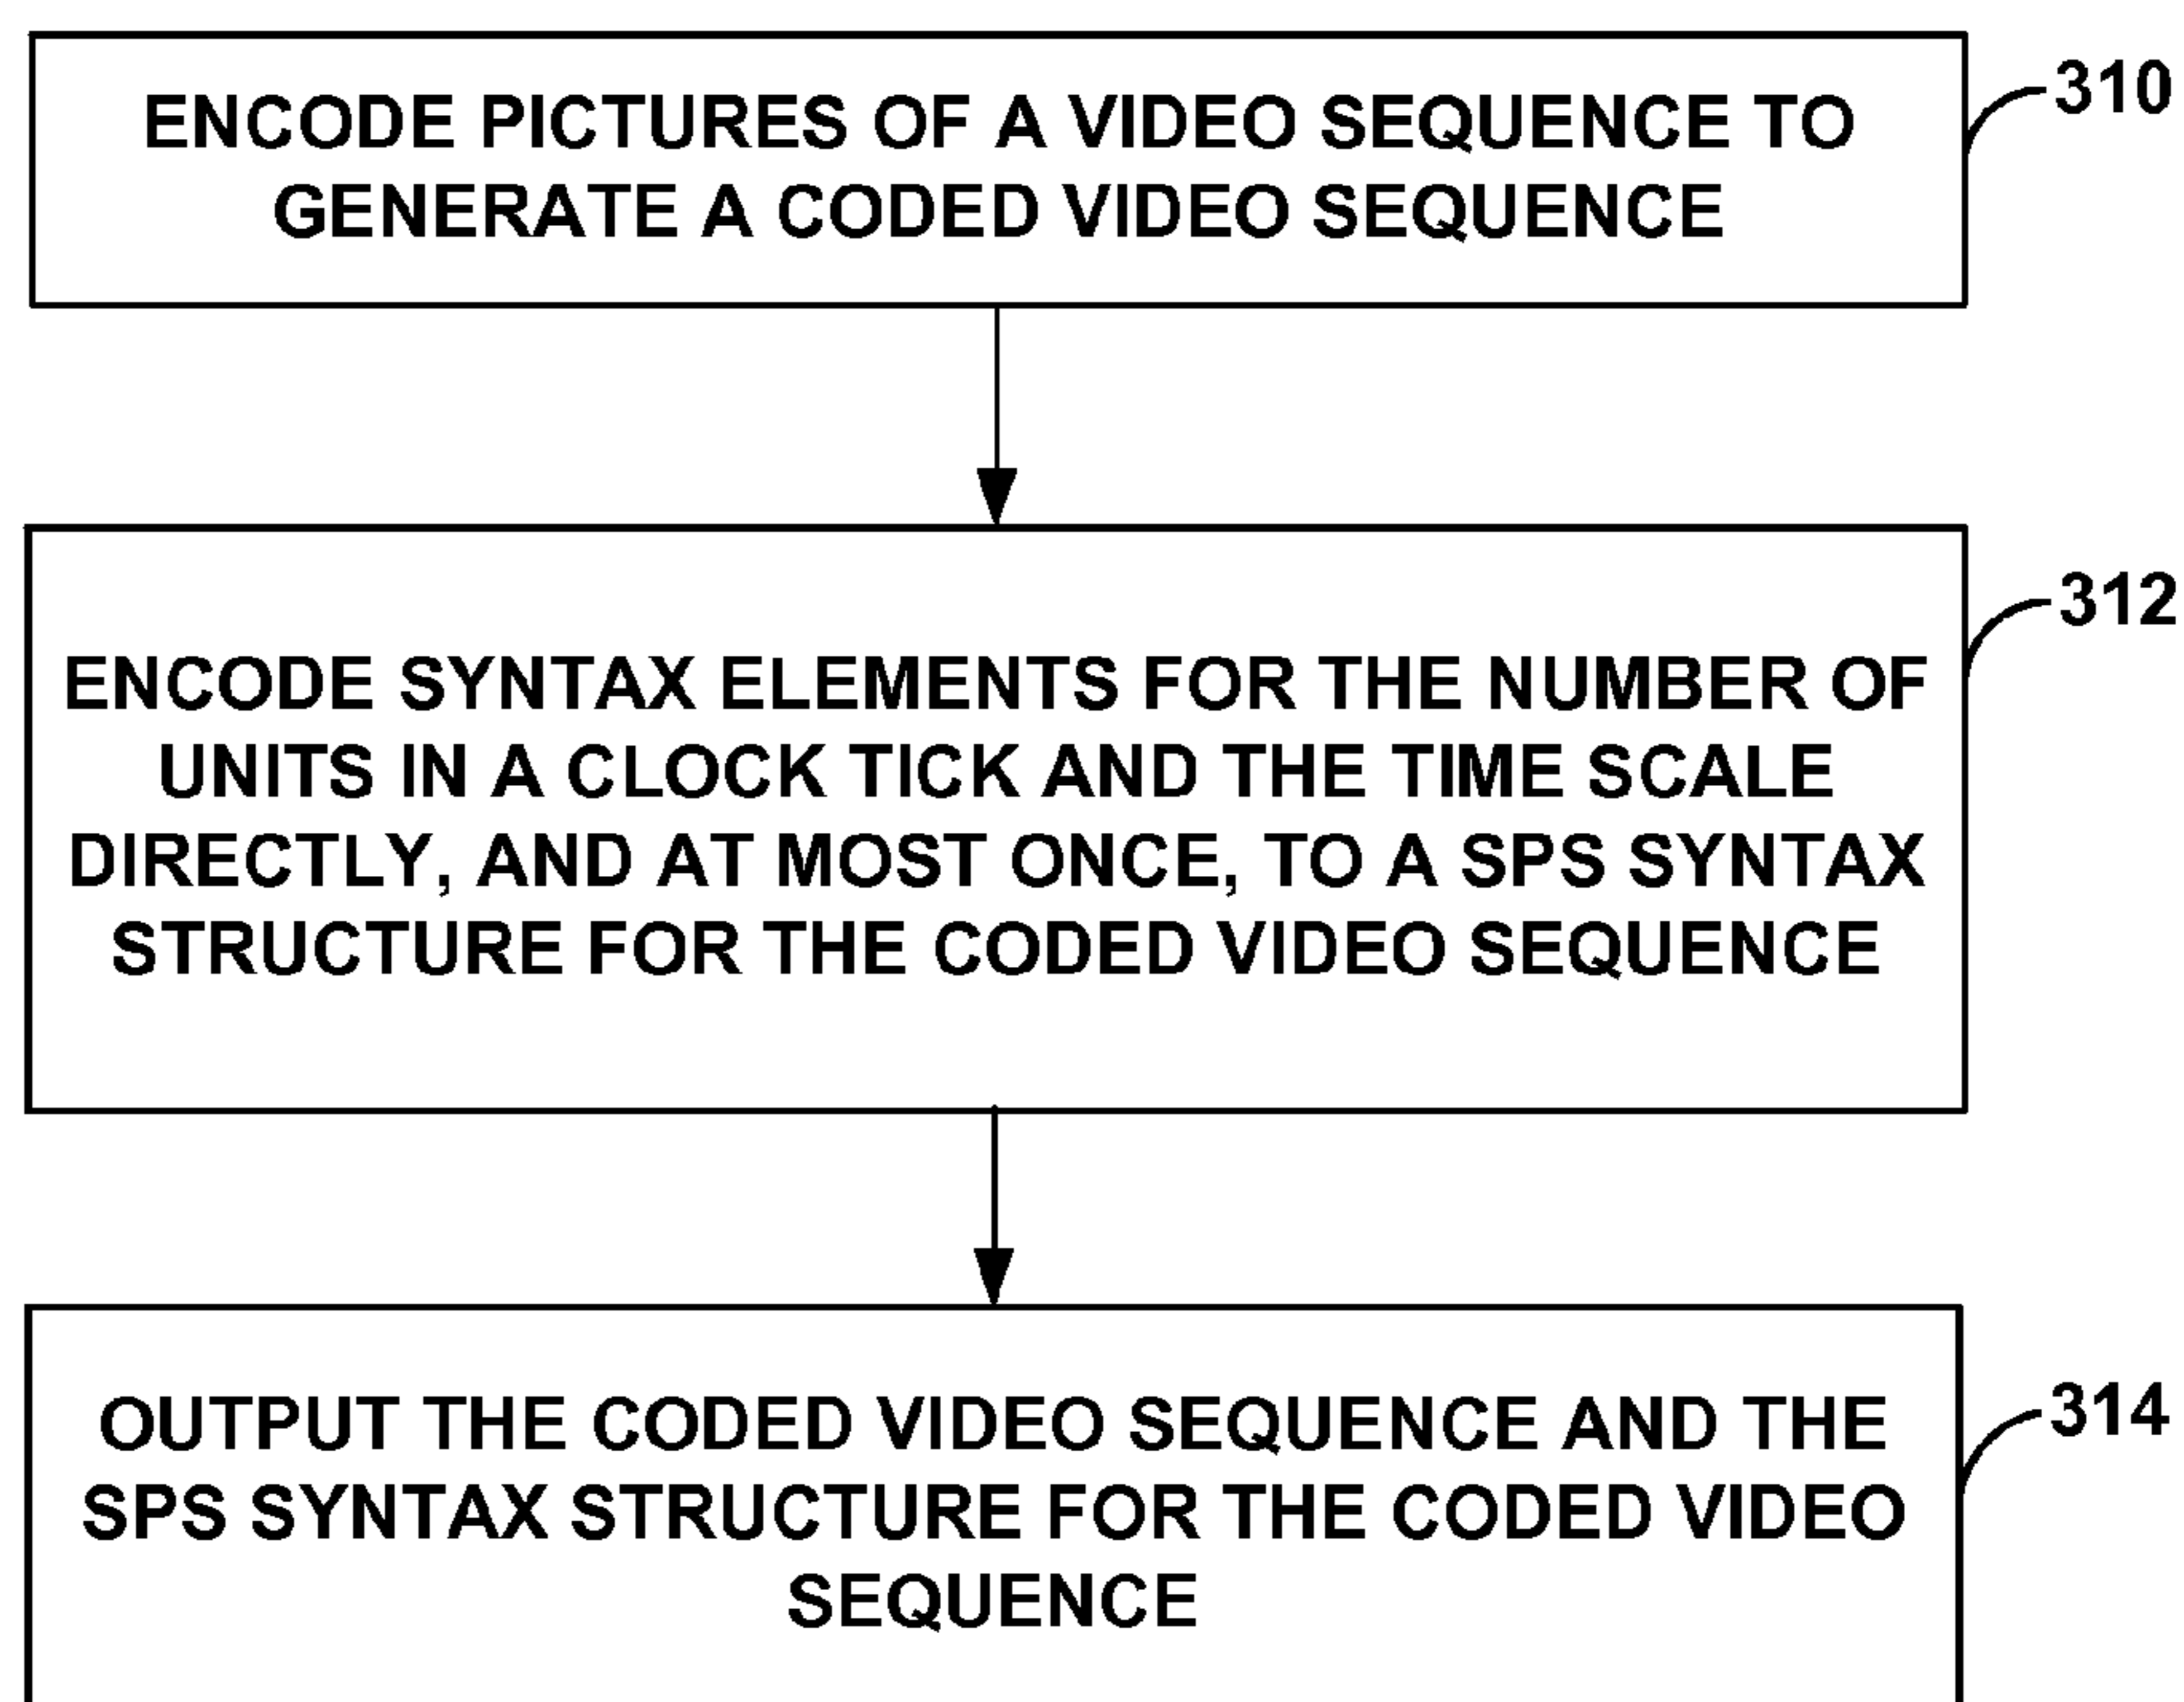 ENCODE PICTURES OF A VIDEO SEQUENCE TO
GENERATE A CODED VIDEO SEQUENCE
310
ENCODE SYNTAX ELEMENTS FOR THE NUMBER OF
UNITS IN A CLOCK TICK AND THE TIME SCALE
DIRECTLY, AND AT MOST ONCE, TO A SPS SYNTAX
STRUCTURE FOR THE CODED VIDEO SEQUENCE
312
OUTPUT THE CODED VIDEO SEQUENCE AND THE
SPS SYNTAX STRUCTURE FOR THE CODED VIDEO
SEQUENCE
314